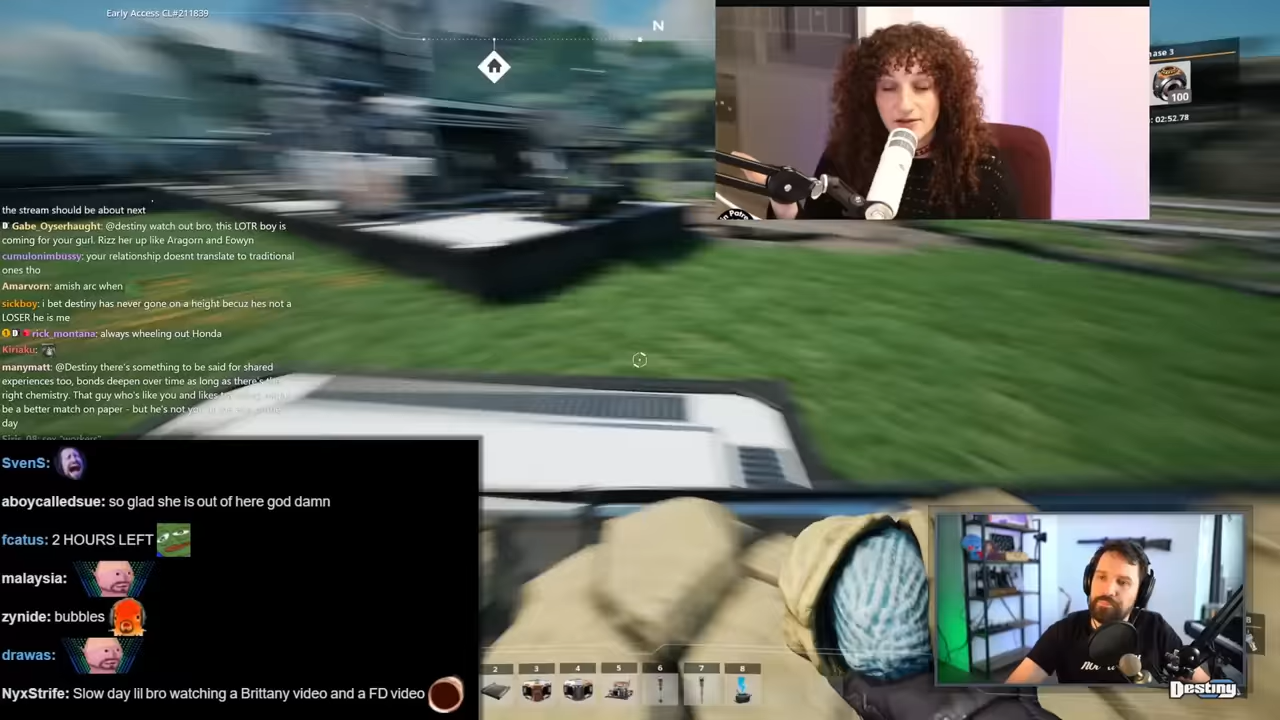 Early Access CL#211839
N
ase 3
100
: 02:52.78
the stream should be about next
Gabe_Oyserhaught: @destiny watch out bro, this LOTR boy is
coming for your gurl. Rizz her up like Aragorn and Eowyn
cumulonimbussy: your relationship doesnt translate to traditional
ones tho
Amarvorn: amish arc when
sickboy: i bet destiny has never gone on a height becuz hes not a
LOSER he is me
rick_montana: always wheeling out Honda
Kiriaku:
manymatt: @Destiny there's something to be said for shared
experiences too, bonds deepen over time as long as there's the
right chemistry. That guy who's like you and likes
be a better match on paper - but he's not
day
SvenS:
aboycalledsue: so glad she is out of here god damn
fcatus: 2 HOURS LEFT
malaysia:
zynide: bubbles
drawas:
NyxStrife: Slow day lil bro watching a Brittany video and a FD video
2 3 4 5 6 7 8
Destiny